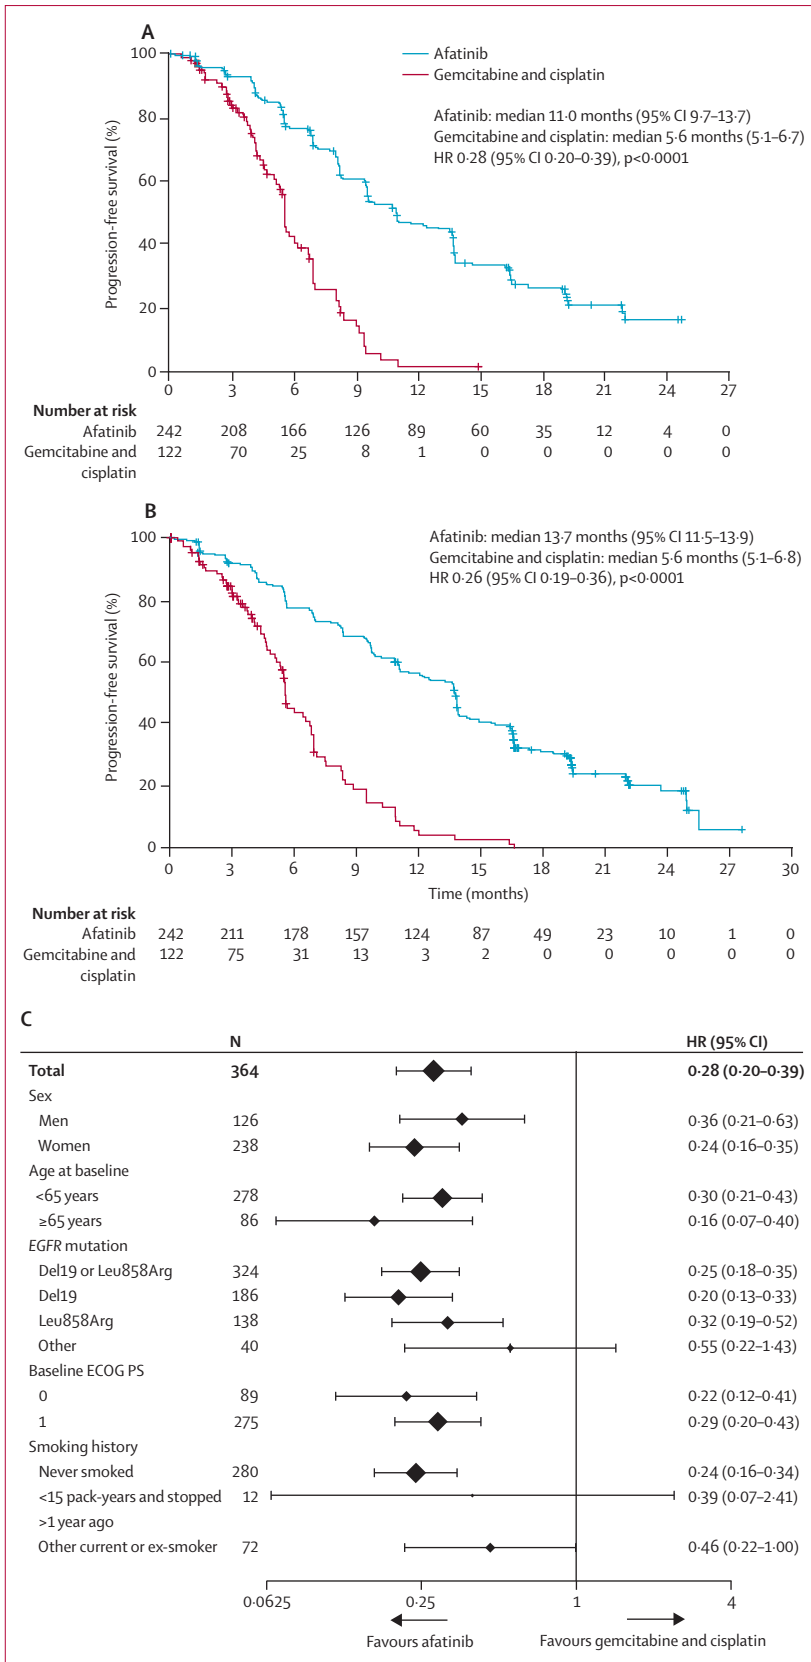 A
Afatinib
Gemcitabine and cisplatin
Afatinib: median 11·0 months (95% CI 9·7–13·7)
Gemcitabine and cisplatin: median 5·6 months (5·1–6·7)
HR 0·28 (95% CI 0·20–0·39), p<0·0001
Progression-free survival (%)
100
80
60
40
20
0
0 3 6 9 12 15 18 21 24 27
Number at risk
Afatinib 242 208 166 126 89 60 35 12 4 0
Gemcitabine and 122 70 25 8 1 0 0 0 0 0
cisplatin
B
Afatinib: median 13·7 months (95% CI 11·5–13·9)
Gemcitabine and cisplatin: median 5·6 months (5·1–6·8)
HR 0·26 (95% CI 0·19–0·36), p<0·0001
Progression-free survival (%)
100
80
60
40
20
0
0 3 6 9 12 15 18 21 24 27 30
Time (months)
Number at risk
Afatinib 242 211 178 157 124 87 49 23 10 1 0
Gemcitabine and 122 75 31 13 3 2 0 0 0 0 0
cisplatin
C
N HR (95% CI)
Total 364 0·28 (0·20–0·39)
Sex
Men 126 0·36 (0·21–0·63)
Women 238 0·24 (0·16–0·35)
Age at baseline
<65 years 278 0·30 (0·21–0·43)
≥65 years 86 0·16 (0·07–0·40)
EGFR mutation
Del19 or Leu858Arg 324 0·25 (0·18–0·35)
Del19 186 0·20 (0·13–0·33)
Leu858Arg 138 0·32 (0·19–0·52)
Other 40 0·55 (0·22–1·43)
Baseline ECOG PS
0 89 0·22 (0·12–0·41)
1 275 0·29 (0·20–0·43)
Smoking history
Never smoked 280 0·24 (0·16–0·34)
<15 pack-years and stopped 12 0·39 (0·07–2·41)
>1 year ago
Other current or ex-smoker 72 0·46 (0·22–1·00)
0·0625 0·25 1 4
Favours afatinib Favours gemcitabine and cisplatin